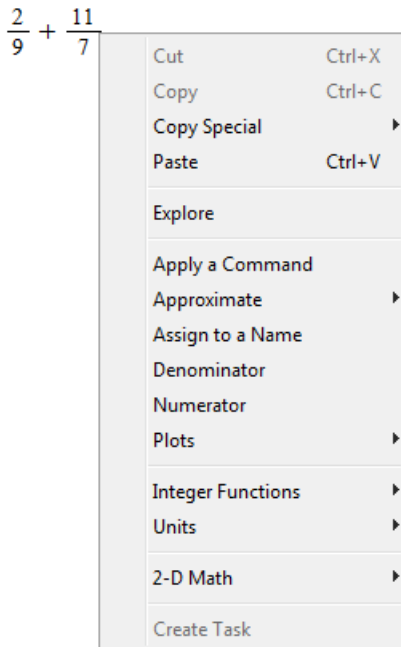 2/9 + 11/7
Cut Ctrl+X
Copy Ctrl+C
Copy Special
Paste Ctrl+V
Explore
Apply a Command
Approximate
Assign to a Name
Denominator
Numerator
Plots
Integer Functions
Units
2-D Math
Create Task